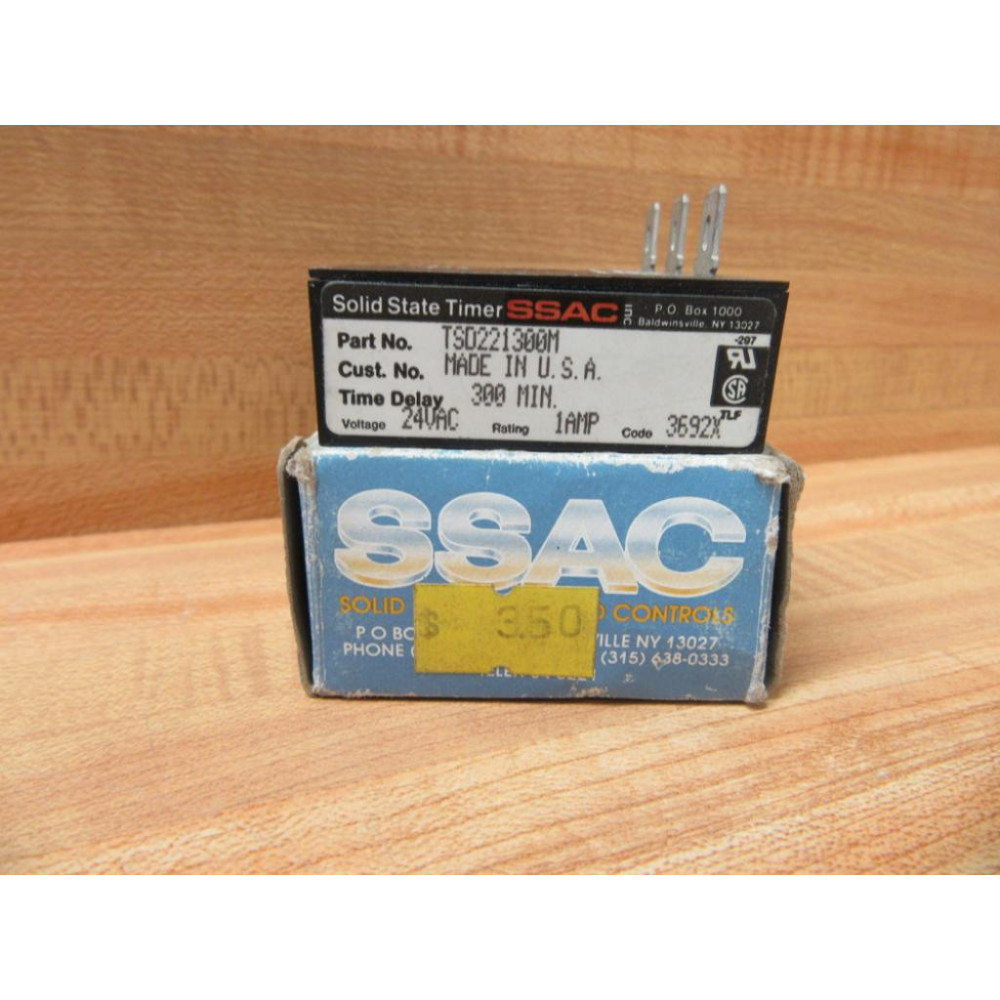 Solid State Timer SSAC INC P.O. Box 1000
Baldwinsville, NY 13027
Part No. TSD221300M
-297
Cust. No. MADE IN U.S.A.
Time Delay 300 MIN.
TLF
Voltage 24VAC Rating 1AMP Code 3692X
SSAC
SOLID CONTROLS
$ 3.50
P O BO VILLE NY 13027
PHONE ( (315) 638-0333